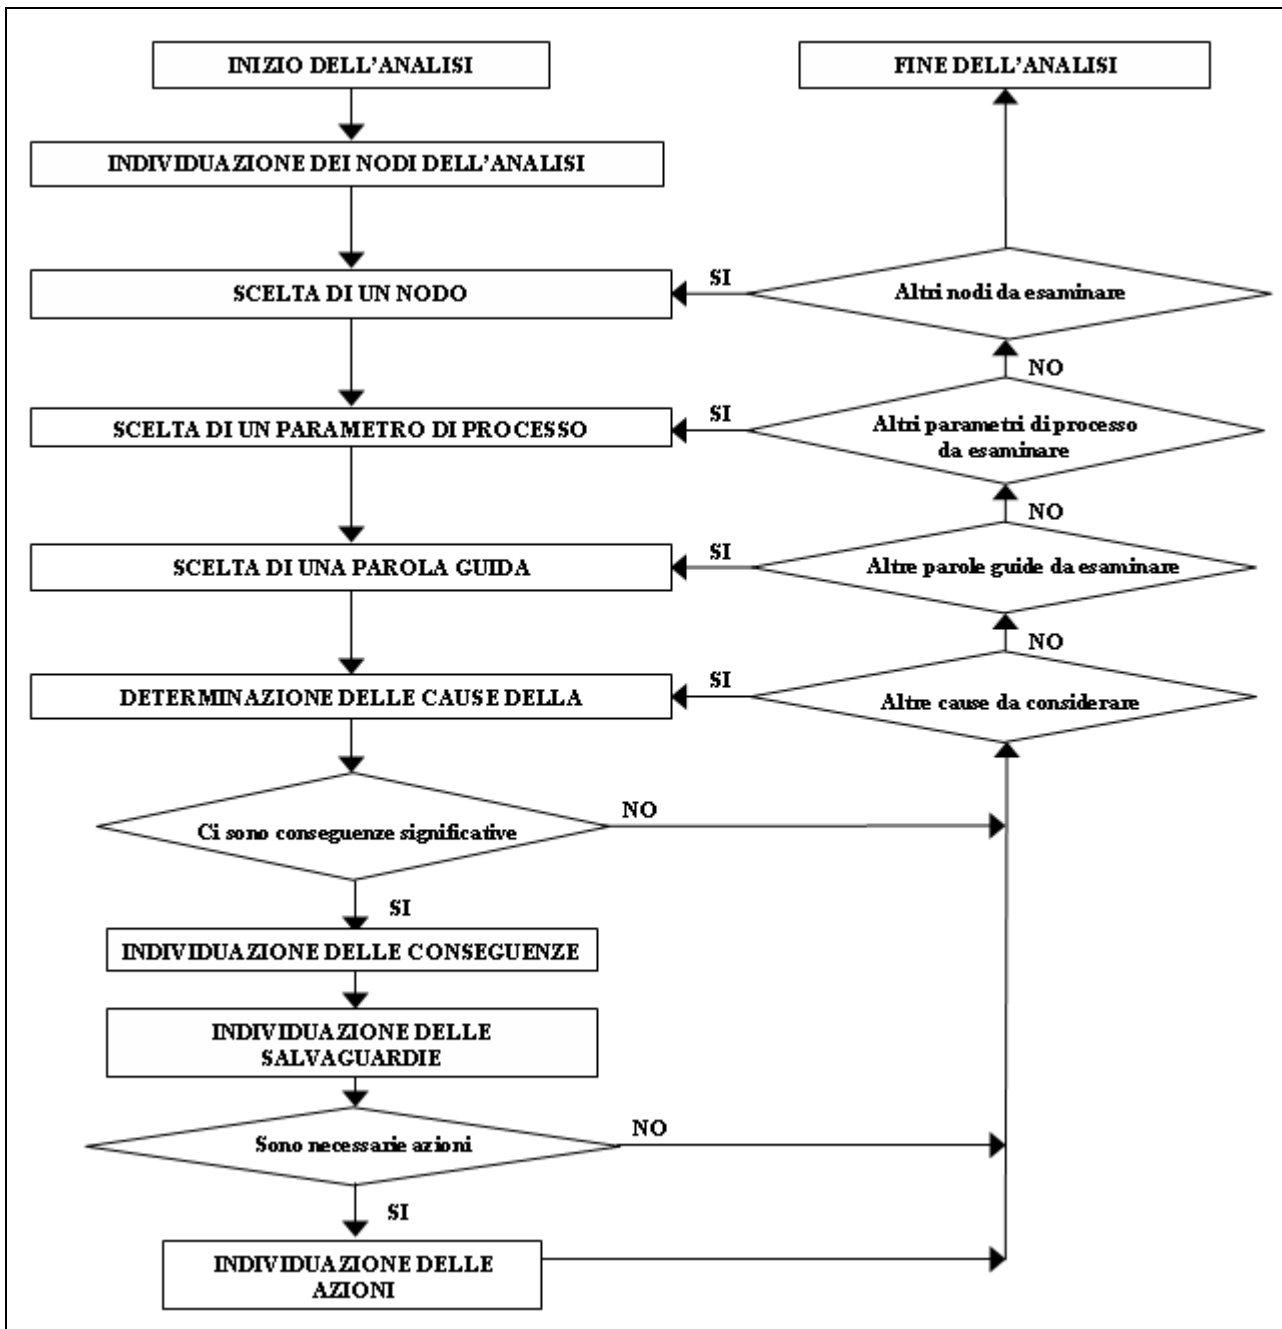 INIZIO DELL'ANALISI
FINE DELL'ANALISI
INDIVIDUAZIONE DEI NODI DELL'ANALISI
SCELTA DI UN NODO
SI
Altri nodi da esaminare
NO
SCELTA DI UN PARAMETRO DI PROCESSO
SI
Altri parametri di processo
da esaminare
NO
SCELTA DI UNA PAROLA GUIDA
SI
Altre parole guide da esaminare
NO
DETERMINAZIONE DELLE CAUSE DELLA
SI
Altre cause da considerare
Ci sono conseguenze significative
NO
SI
INDIVIDUAZIONE DELLE CONSEGUENZE
INDIVIDUAZIONE DELLE
SALVAGUARDIE
Sono necessarie azioni
NO
SI
INDIVIDUAZIONE DELLE
AZIONI